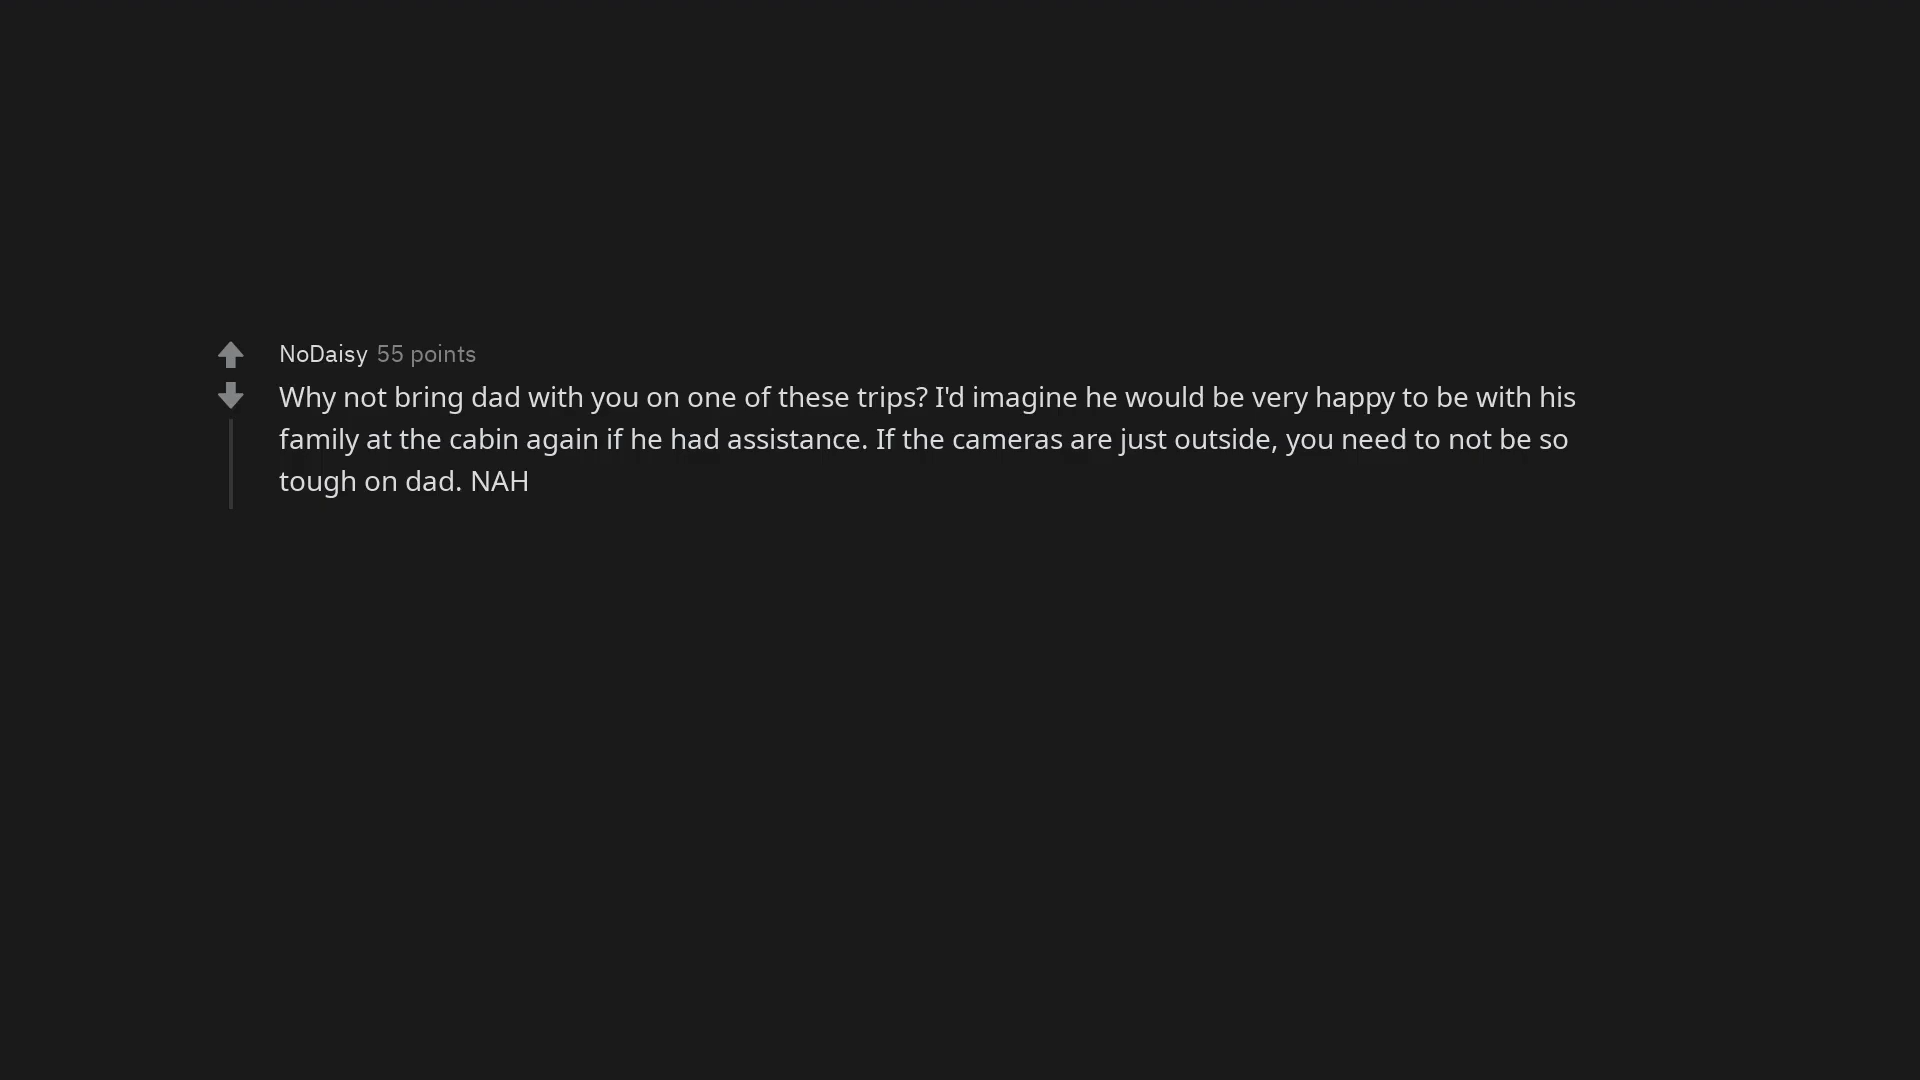 NoDaisy 55 points
Why not bring dad with you on one of these trips? I'd imagine he would be very happy to be with his
family at the cabin again if he had assistance. If the cameras are just outside, you need to not be so
tough on dad. NAH